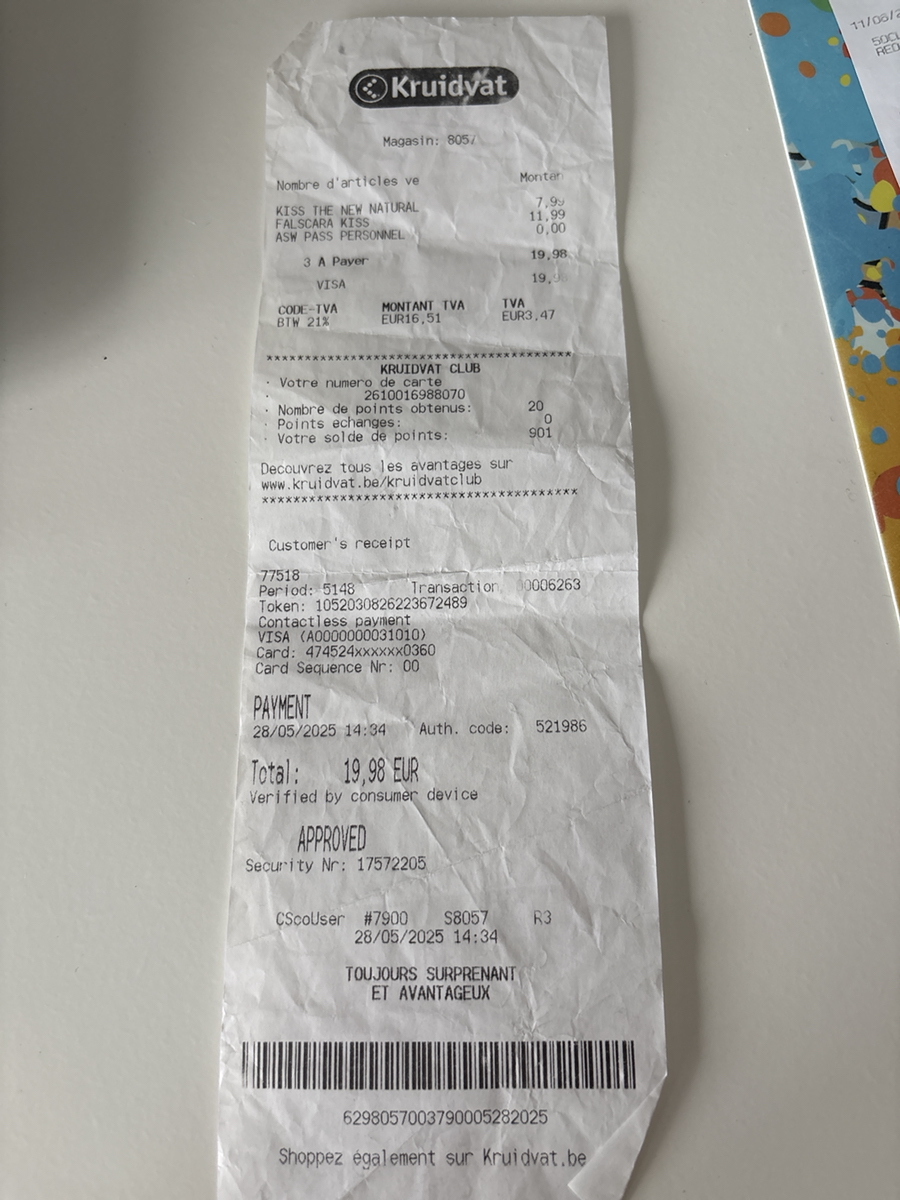 Kruidvat
Magasin: 8057
Nombre d'articles ve Montan
KISS THE NEW NATURAL 7,99
FALSCARA KISS 11,99
ASW PASS PERSONNEL 0,00
3 A Payer 19,98
VISA 19,98
CODE-TVA MONTANT TVA TVA
BTW 21% EUR16,51 EUR3,47
****************************************
KRUIDVAT CLUB
· Votre numero de carte
· 2610016988070
· Nombre de points obtenus: 20
· Points echanges: 0
· Votre solde de points: 901
Decouvrez tous les avantages sur
www.kruidvat.be/kruidvatclub
****************************************
Customer's receipt
77518
Period: 5148 Transaction 00006263
Token: 1052030826223672489
Contactless payment
VISA (A0000000031010)
Card: 474524xxxxxx0360
Card Sequence Nr: 00
PAYMENT
28/05/2025 14:34 Auth. code: 521986
Total: 19,98 EUR
Verified by consumer device
APPROVED
Security Nr: 17572205
CScoUser #7900 S8057 R3
28/05/2025 14:34
TOUJOURS SURPRENANT
ET AVANTAGEUX
6298057003790005282025
Shoppez également sur Kruidvat.be